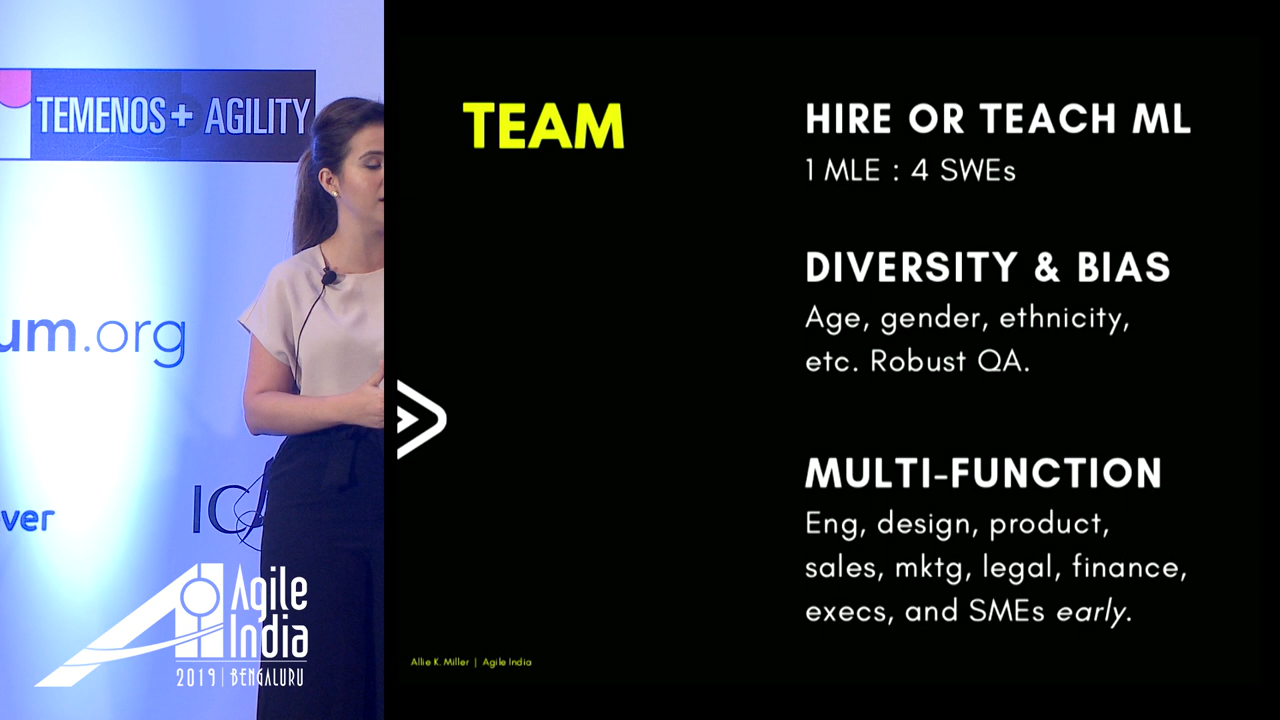 TEMENOS+ AGILITY
um.org
ver
IC
Agile
India
2019 | BENGALURU
TEAM
HIRE OR TEACH ML
1 MLE : 4 SWEs
DIVERSITY & BIAS
Age, gender, ethnicity,
etc. Robust QA.
MULTI-FUNCTION
Eng, design, product,
sales, mktg, legal, finance,
execs, and SMEs early.
Allie K. Miller | Agile India